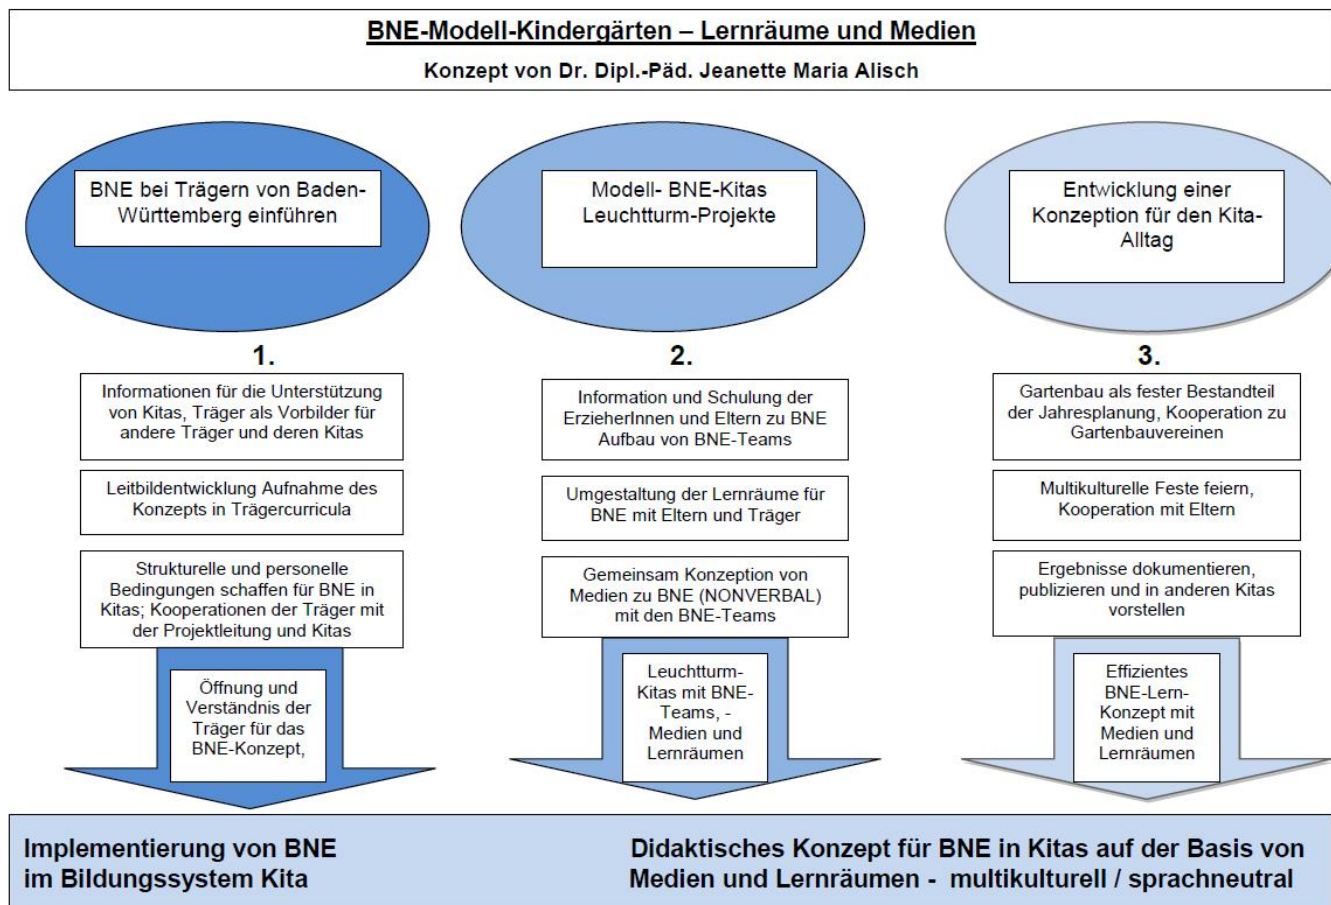 BNE-Modell-Kindergärten – Lernräume und Medien
Konzept von Dr. Dipl.-Päd. Jeanette Maria Alisch
BNE bei Trägern von Baden-
Württemberg einführen
1.
Informationen für die Unterstützung
von Kitas, Träger als Vorbilder für
andere Träger und deren Kitas
Leitbildentwicklung Aufnahme des
Konzepts in Trägercurricula
Strukturelle und personelle
Bedingungen schaffen für BNE in
Kitas; Kooperationen der Träger mit
der Projektleitung und Kitas
Öffnung und
Verständnis der
Träger für das
BNE-Konzept,
Modell- BNE-Kitas
Leuchtturm-Projekte
2.
Information und Schulung der
ErzieherInnen und Eltern zu BNE
Aufbau von BNE-Teams
Umgestaltung der Lernräume für
BNE mit Eltern und Träger
Gemeinsam Konzeption von
Medien zu BNE (NONVERBAL)
mit den BNE-Teams
Leuchtturm-
Kitas mit BNE-
Teams, -
Medien und
Lernräumen
Entwicklung einer
Konzeption für den Kita-
Alltag
3.
Gartenbau als fester Bestandteil
der Jahresplanung, Kooperation zu
Gartenbauvereinen
Multikulturelle Feste feiern,
Kooperation mit Eltern
Ergebnisse dokumentieren,
publizieren und in anderen Kitas
vorstellen
Effizientes
BNE-Lern-
Konzept mit
Medien und
Lernräumen
Implementierung von BNE
im Bildungssystem Kita
Didaktisches Konzept für BNE in Kitas auf der Basis von
Medien und Lernräumen - multikulturell / sprachneutral